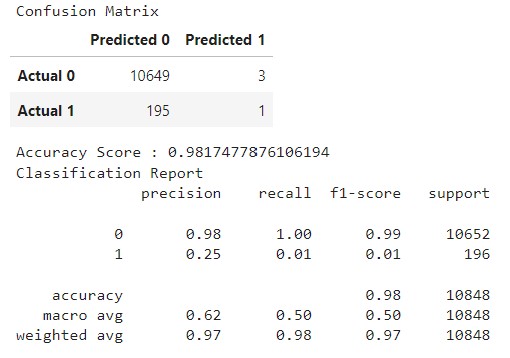 Confusion Matrix
Predicted 0 Predicted 1
Actual 0 10649 3
Actual 1 195 1
Accuracy Score : 0.9817477876106194
Classification Report
precision recall f1-score support
0 0.98 1.00 0.99 10652
1 0.25 0.01 0.01 196
accuracy 0.98 10848
macro avg 0.62 0.50 0.50 10848
weighted avg 0.97 0.98 0.97 10848